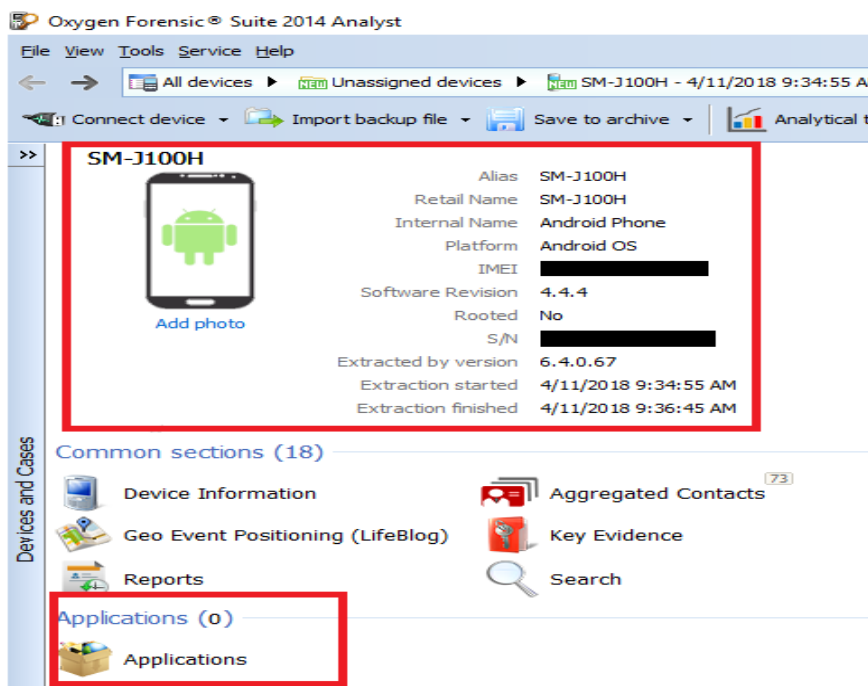 Oxygen Forensic® Suite 2014 Analyst
File View Tools Service Help
All devices NEW Unassigned devices NEW SM-J100H - 4/11/2018 9:34:55 A
Connect device Import backup file Save to archive Analytical t
>>
SM-J100H
Alias SM-J100H
Retail Name SM-J100H
Internal Name Android Phone
Platform Android OS
IMEI
Software Revision 4.4.4
Rooted No
S/N
Extracted by version 6.4.0.67
Extraction started 4/11/2018 9:34:55 AM
Extraction finished 4/11/2018 9:36:45 AM
Add photo
Devices and Cases
Common sections (18)
Device Information
Aggregated Contacts 73
Geo Event Positioning (LifeBlog)
Key Evidence
Reports
Search
Applications (0)
Applications